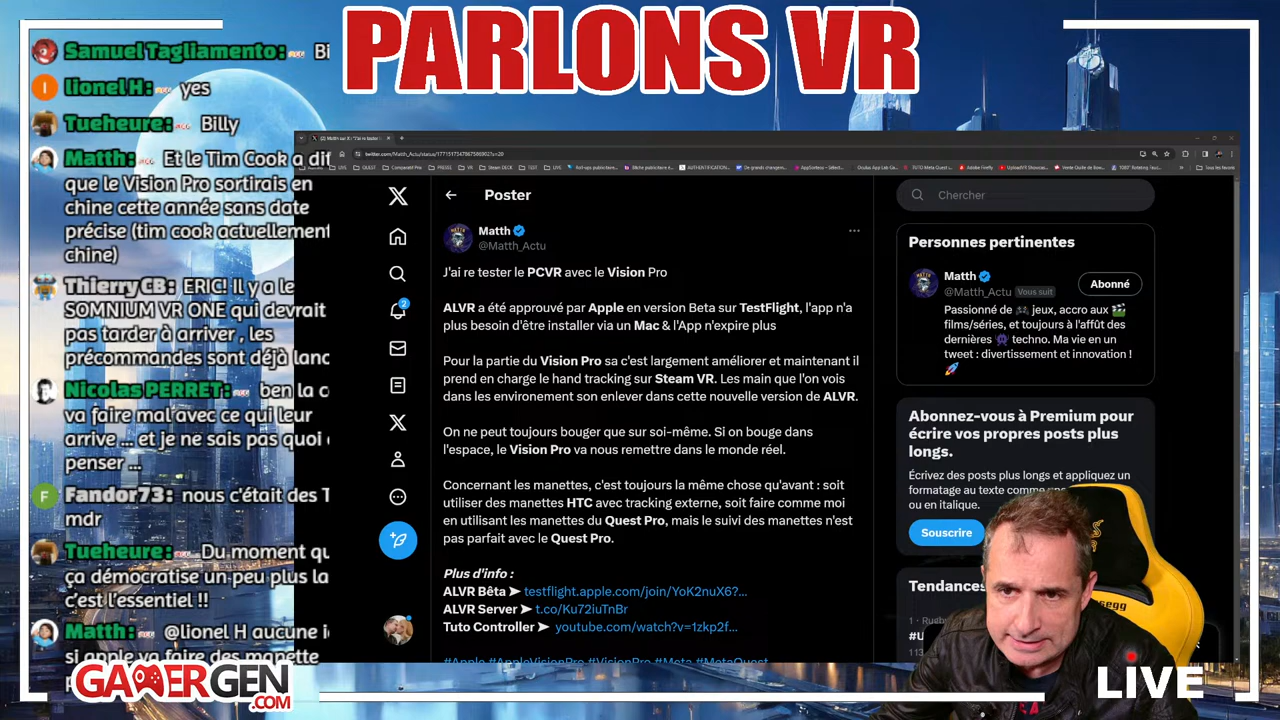 PARLONS VR
Samuel Tagliamento: Bi
lionel H: yes
Tueheure: Billy
Matth: Et le Tim Cook a dit
que le Vision Pro sortirais en
chine cette année sans date
précise (tim cook actuellement
chine)
ThierryCB: ERIC! Il y a le
SOMNIUM VR ONE qui devrait
pas tarder à arriver , les
précommandes sont déjà lanc
Nicolas PERRET: ben la c
va faire mal avec ce qui leur
arrive ... et je ne sais pas quoi
penser ...
Fandor73: nous c'était des T
mdr
Tueheure: Du moment qu
ça démocratise un peu plus la
c'est l'essentiel !!
Matth: @lionel H aucune i
si apple va faire des manette
GAMERGEN
.COM
Poster
Matth
@Matth_Actu
J'ai re tester le PCVR avec le Vision Pro
ALVR a été approuvé par Apple en version Beta sur TestFlight, l'app n'a
plus besoin d'être installer via un Mac & l'App n'expire plus
Pour la partie du Vision Pro sa c'est largement améliorer et maintenant il
prend en charge le hand tracking sur Steam VR. Les main que l'on vois
dans les environement son enlever dans cette nouvelle version de ALVR.
On ne peut toujours bouger que sur soi-même. Si on bouge dans
l'espace, le Vision Pro va nous remettre dans le monde réel.
Concernant les manettes, c'est toujours la même chose qu'avant : soit
utiliser des manettes HTC avec tracking externe, soit faire comme moi
en utilisant les manettes du Quest Pro, mais le suivi des manettes n'est
pas parfait avec le Quest Pro.
Plus d'info :
ALVR Bêta ➤ testflight.apple.com/join/YoK2nuX6?...
ALVR Server ➤ t.co/Ku72iuTnBr
Tuto Controller ➤ youtube.com/watch?v=1zkp2f...
#Apple #AppleVisionPro #VisionPro #Meta #MetaQuest
Chercher
Personnes pertinentes
Matth
@Matth_Actu Vous suit
Abonné
Passionné de 🎮 jeux, accro aux 🎬
films/séries, et toujours à l'affût des
dernières 👾 techno. Ma vie en un
tweet : divertissement et innovation !
🚀
Abonnez-vous à Premium pour
écrire vos propres posts plus
longs.
Écrivez des posts plus longs et appliquez un
formatage au texte comme
ou en italique.
Souscrire
Tendances
LIVE